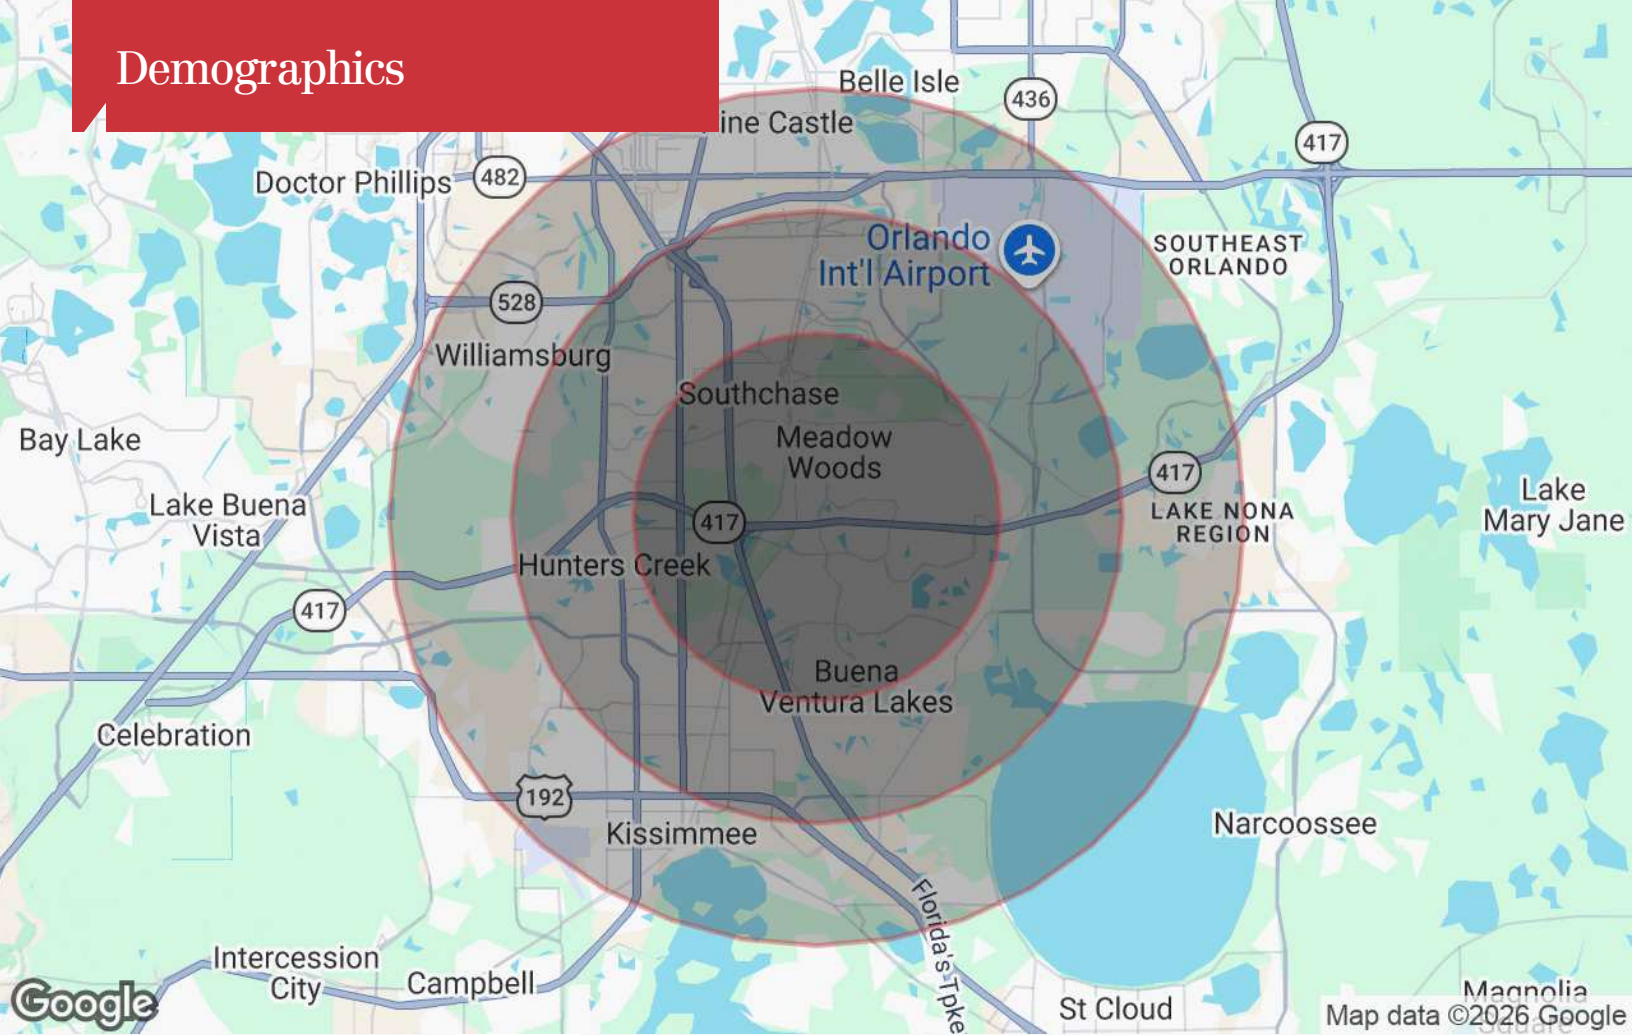 Demographics
Belle Isle
436
ine Castle
417
Doctor Phillips
482
Orlando
Int'l Airport
SOUTHEAST
ORLANDO
528
Williamsburg
Southchase
Bay Lake
Meadow
Woods
417
Lake Buena
Vista
417
LAKE NONA
REGION
Lake
Mary Jane
Hunters Creek
417
Buena
Ventura Lakes
Celebration
192
Kissimmee
Narcoossee
Florida's Tpke
Intercession
City
Campbell
St Cloud
Magnolia
Google
Map data ©2026 Google